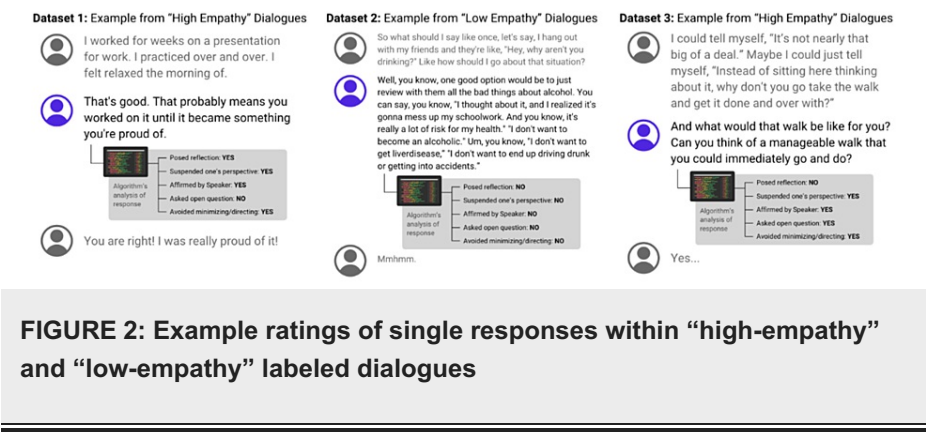 Dataset 1: Example from "High Empathy" Dialogues
I worked for weeks on a presentation
for work. I practiced over and over. I
felt relaxed the morning of.
That's good. That probably means you
worked on it until it became something
you're proud of.
Algorithm's
analysis of
response
Posed reflection: YES
Suspended one's perspective: YES
Affirmed by Speaker: YES
Asked open question: NO
Avoided minimizing/directing: YES
You are right! I was really proud of it!
Dataset 2: Example from "Low Empathy" Dialogues
So what should I say like once, let's say, I hang out
with my friends and they're like, "Hey, why aren't you
drinking?" Like how should I go about that situation?
Well, you know, one good option would be to just
review with them all the bad things about alcohol. You
can say, you know, "I thought about it, and I realized it's
gonna mess up my schoolwork. And you know, it's
really a lot of risk for my health." "I don't want to
become an alcoholic." Um, you know, "I don't want to
get liverdisease," "I don't want to end up driving drunk
or getting into accidents."
Algorithm's
analysis of
response
Posed reflection: NO
Suspended one's perspective: NO
Affirmed by Speaker: NO
Asked open question: NO
Avoided minimizing/directing: NO
Mmhmm.
Dataset 3: Example from "High Empathy" Dialogues
I could tell myself, "It's not nearly that
big of a deal." Maybe I could just tell
myself, "Instead of sitting here thinking
about it, why don't you go take the walk
and get it done and over with?"
And what would that walk be like for you?
Can you think of a manageable walk that
you could immediately go and do?
Algorithm's
analysis of
response
Posed reflection: NO
Suspended one's perspective: YES
Affirmed by Speaker: YES
Asked open question: YES
Avoided minimizing/directing: YES
Yes...
FIGURE 2: Example ratings of single responses within “high-empathy”
and “low-empathy” labeled dialogues